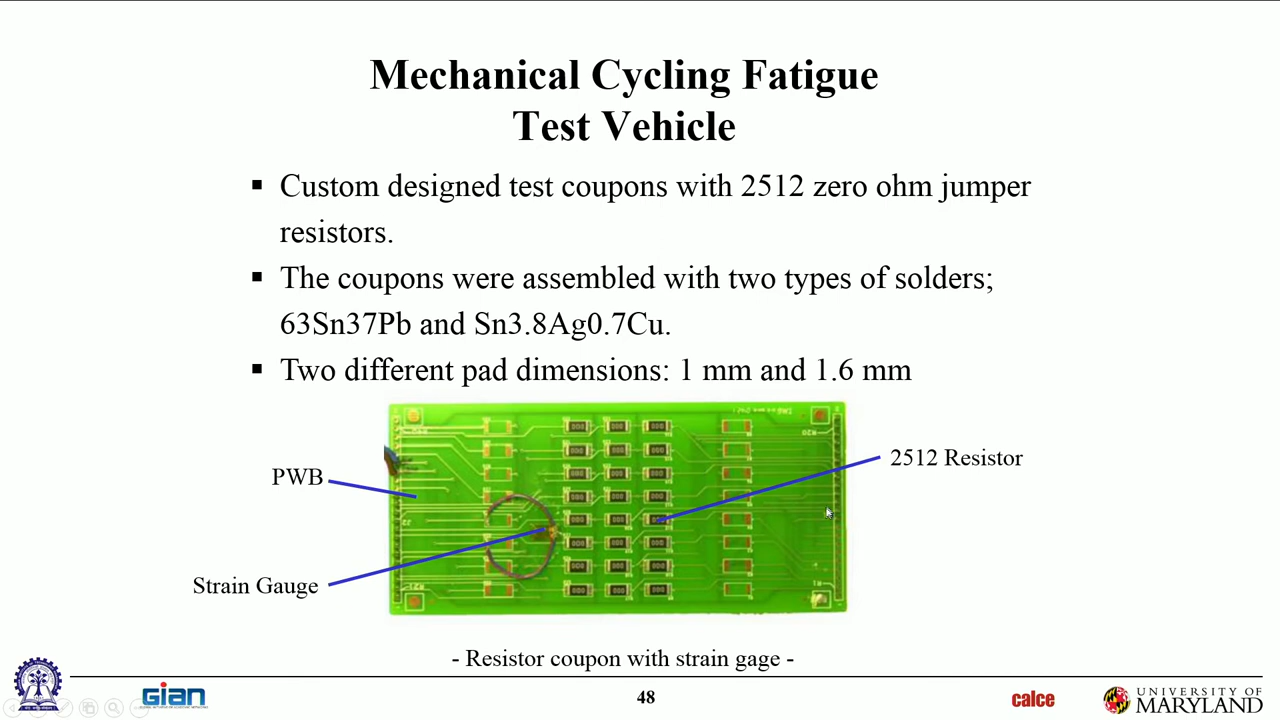 Mechanical Cycling Fatigue
Test Vehicle
▪ Custom designed test coupons with 2512 zero ohm jumper
resistors.
▪ The coupons were assembled with two types of solders;
63Sn37Pb and Sn3.8Ag0.7Cu.
▪ Two different pad dimensions: 1 mm and 1.6 mm
PWB
2512 Resistor
Strain Gauge
- Resistor coupon with strain gage -
GIAN
48
calce
UNIVERSITY OF
MARYLAND